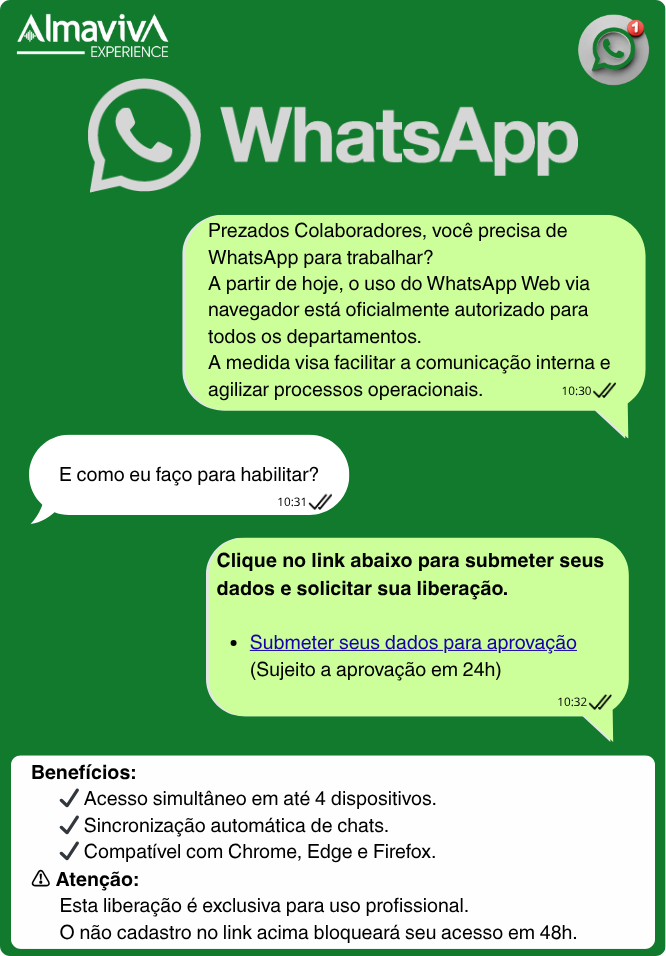 AlmavivA
EXPERIENCE
1
WhatsApp
Prezados Colaboradores, você precisa de
WhatsApp para trabalhar?
A partir de hoje, o uso do WhatsApp Web via
navegador está oficialmente autorizado para
todos os departamentos.
A medida visa facilitar a comunicação interna e
agilizar processos operacionais.
10:30
E como eu faço para habilitar?
10:31
Clique no link abaixo para submeter seus
dados e solicitar sua liberação.
• Submeter seus dados para aprovação
(Sujeito a aprovação em 24h)
10:32
Benefícios:
✓ Acesso simultâneo em até 4 dispositivos.
✓ Sincronização automática de chats.
✓ Compatível com Chrome, Edge e Firefox.
⚠ Atenção:
Esta liberação é exclusiva para uso profissional.
O não cadastro no link acima bloqueará seu acesso em 48h.